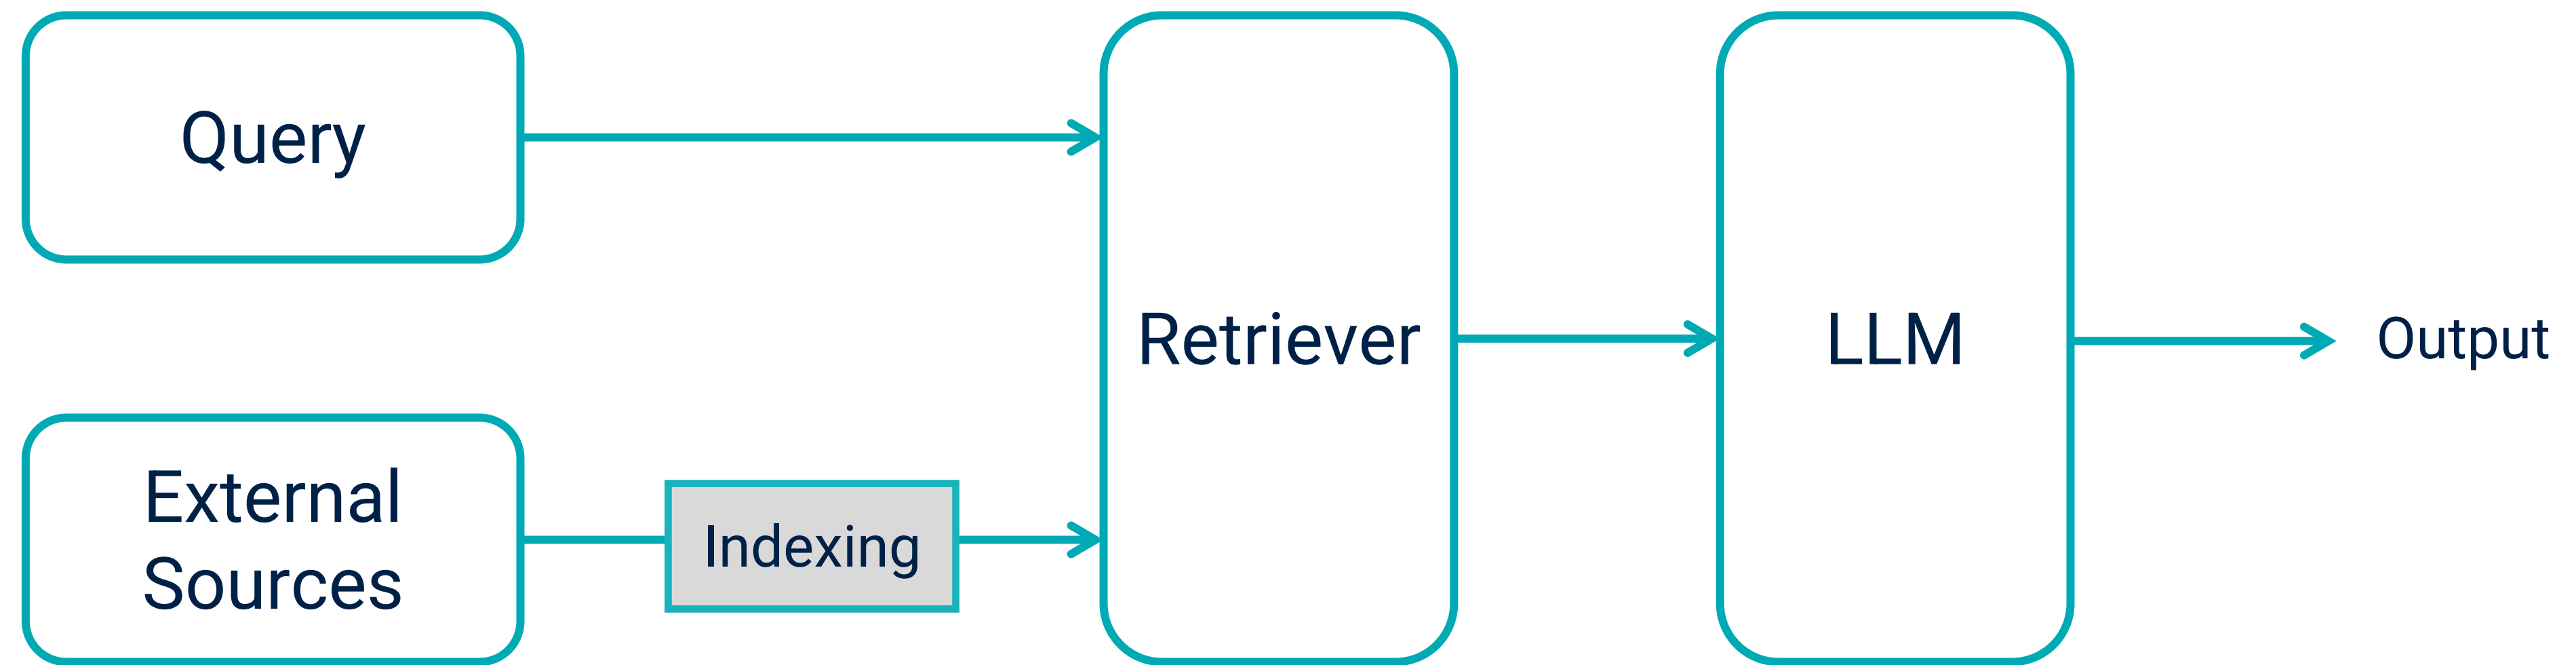 Query
External
Sources
Indexing
Retriever
LLM
Output